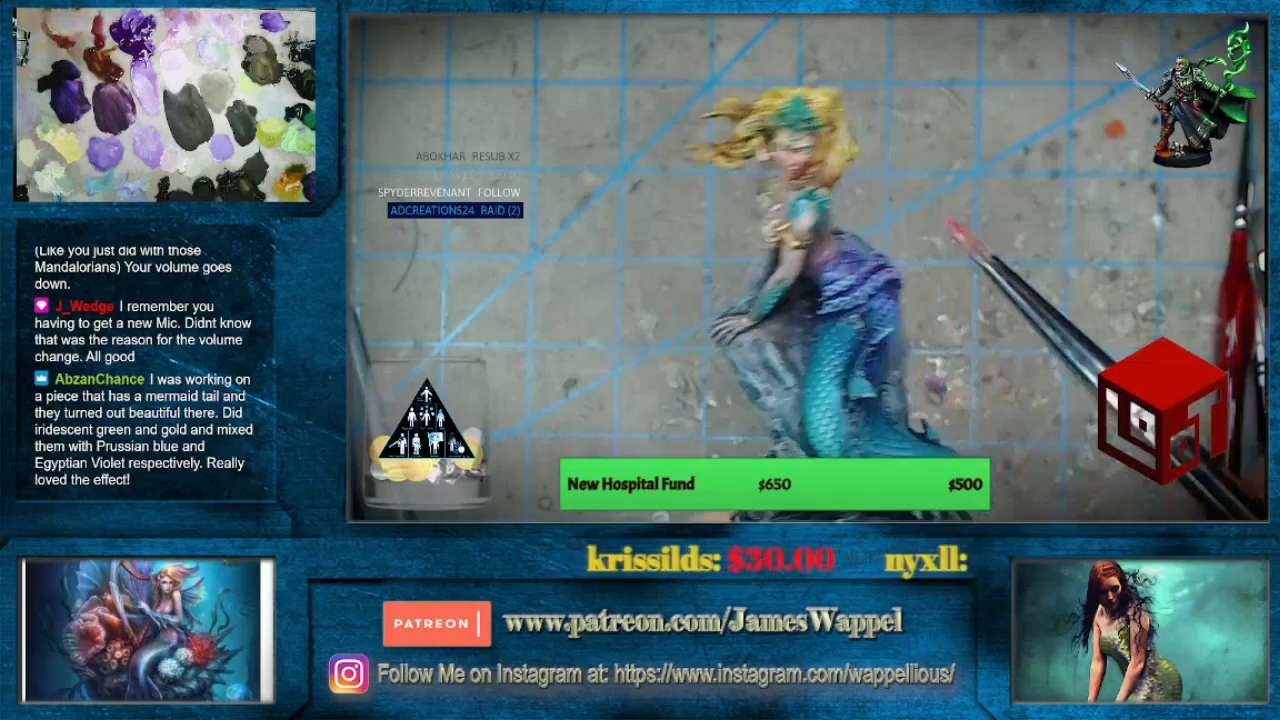 ABOKHAR RESUB X2
SPYDERREVENANT FOLLOW
ADCREATIONS24 RAID (2)
(Like you just did with those
Mandalorians) Your volume goes
down.
J_Wedge I remember you
having to get a new Mic. Didnt know
that was the reason for the volume
change. All good
AbzanChance I was working on
a piece that has a mermaid tail and
they turned out beautiful there. Did
iridescent green and gold and mixed
them with Prussian blue and
Egyptian Violet respectively. Really
loved the effect!
LOOT
New Hospital Fund $650 $500
krissilds: $30.00 nyxll:
PATREON
www.patreon.com/JamesWappel
Follow Me on Instagram at: https://www.instagram.com/wappellious/